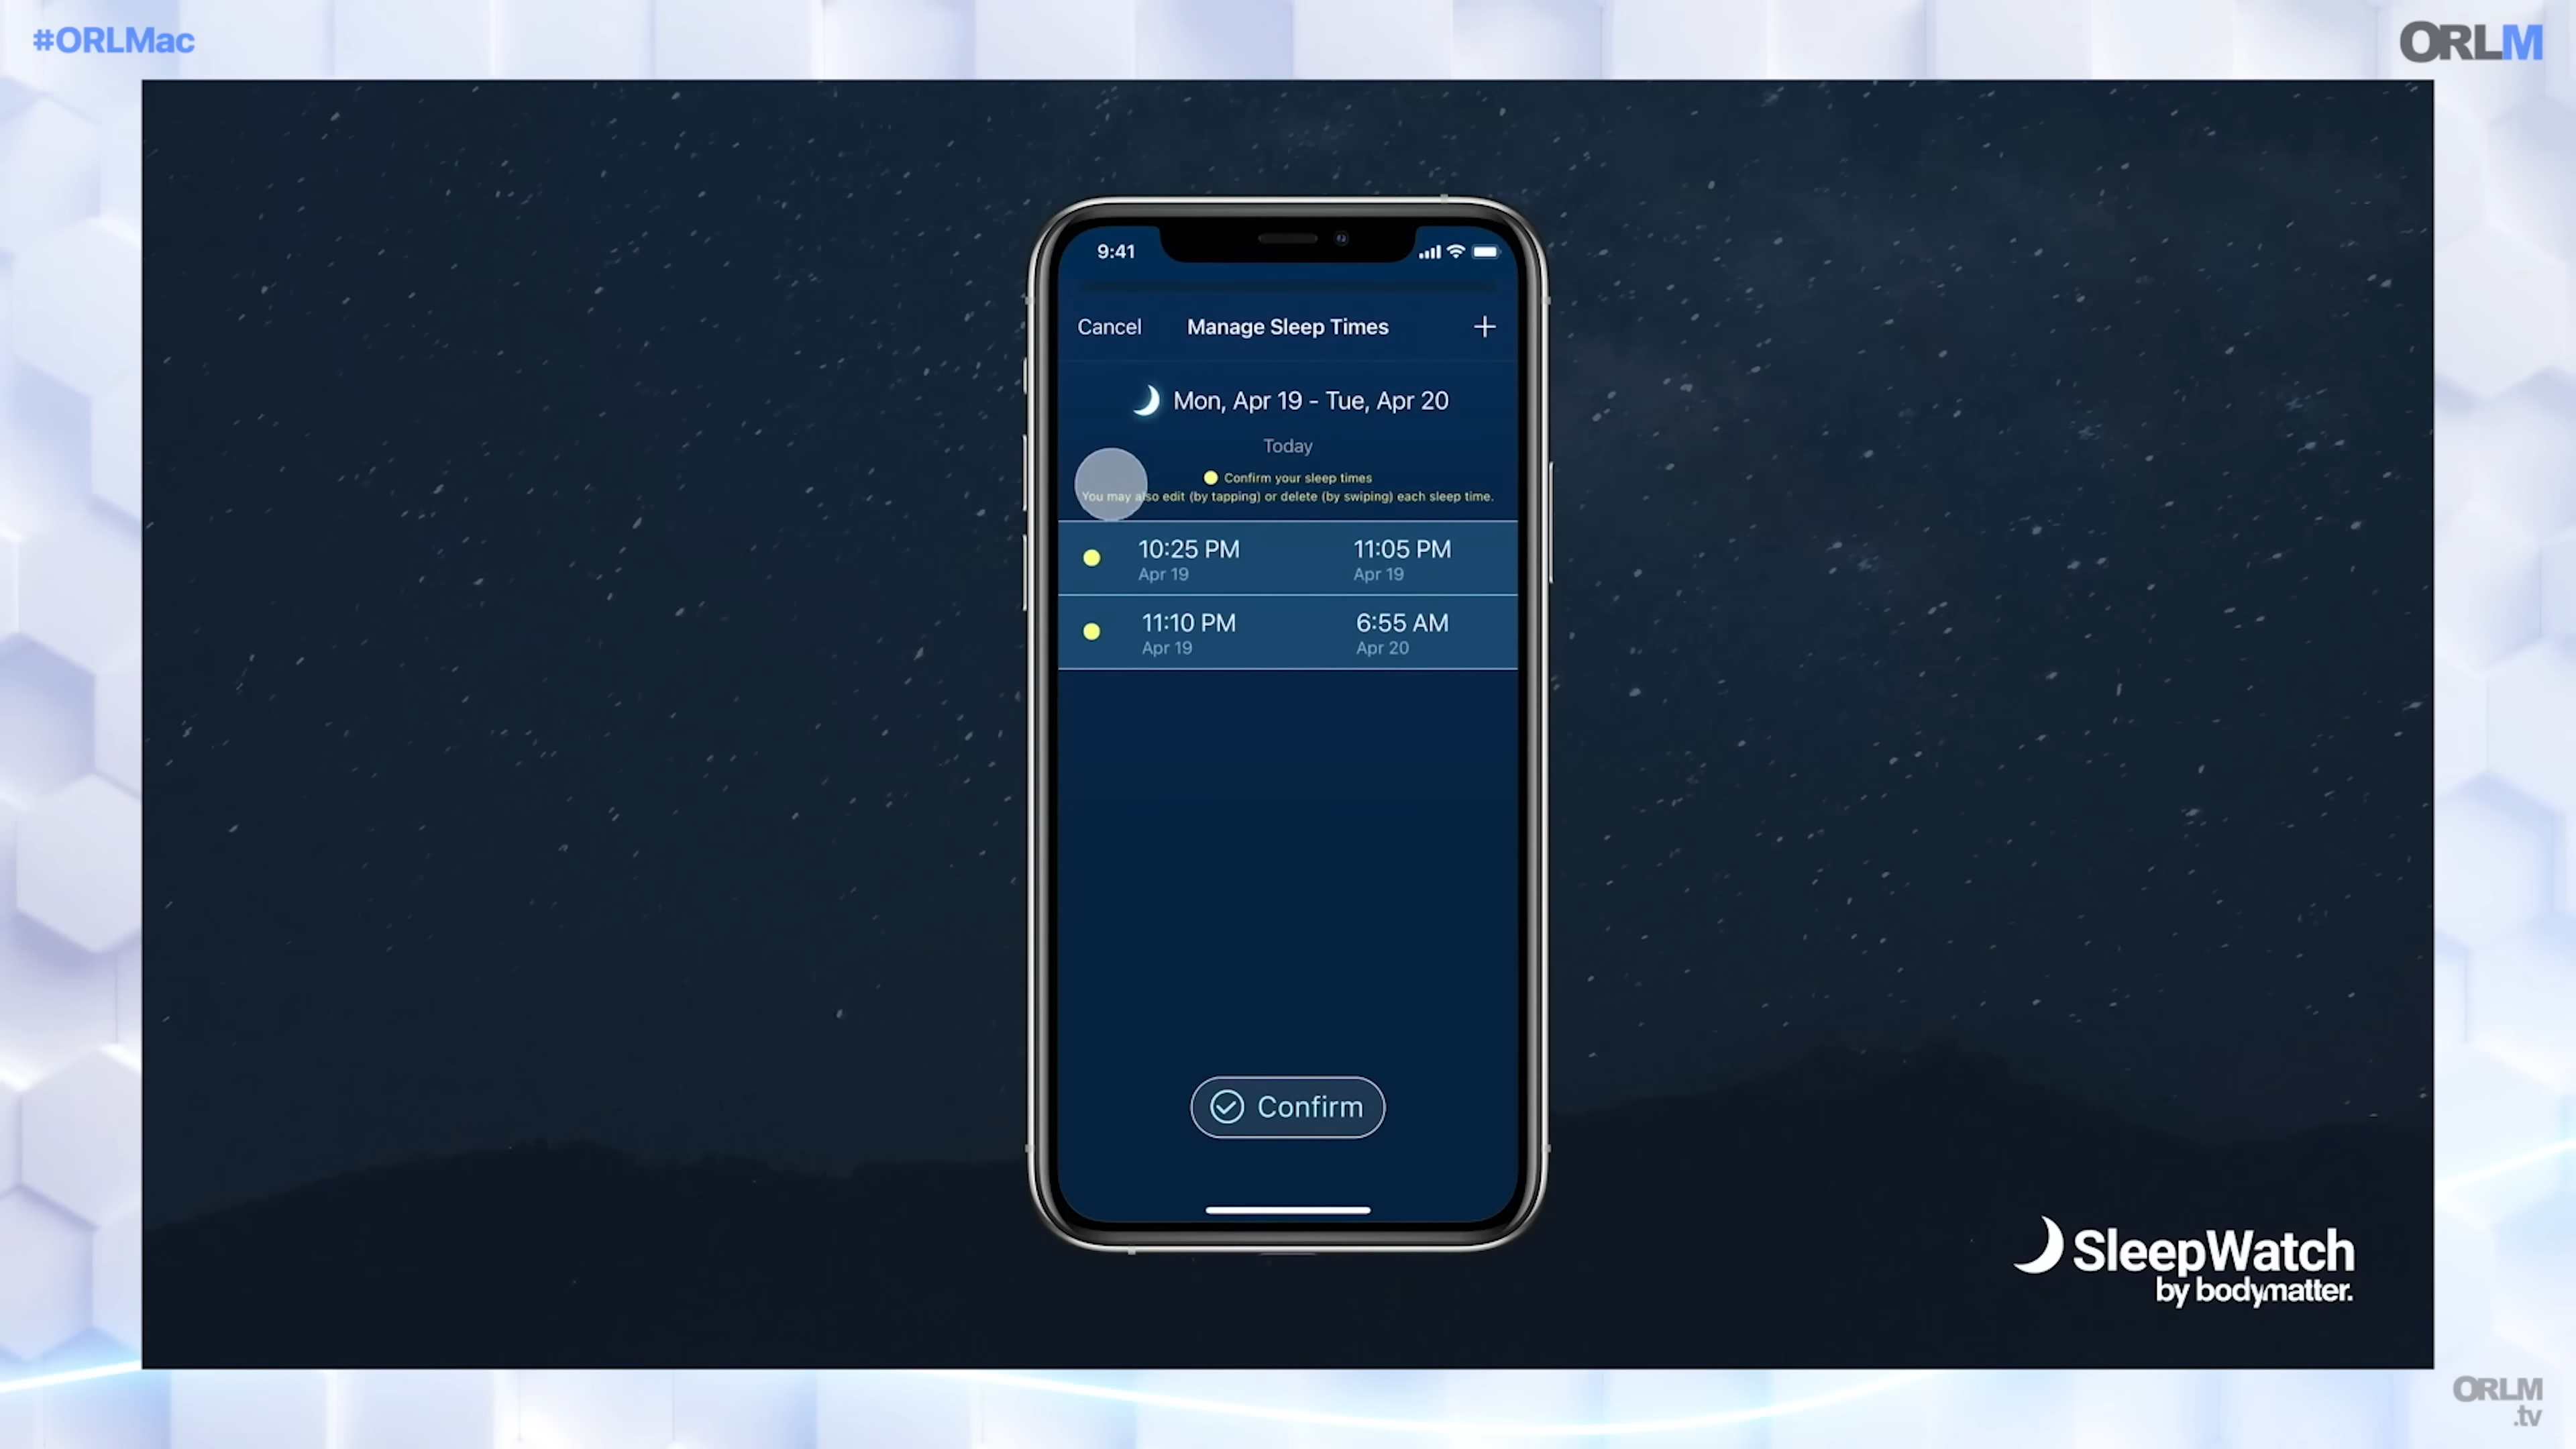 #ORLMac
ORLM
9:41
Cancel
Manage Sleep Times
+
Mon, Apr 19 - Tue, Apr 20
Today
Confirm your sleep times
You may also edit (by tapping) or delete (by swiping) each sleep time.
10:25 PM
11:05 PM
Apr 19
Apr 19
11:10 PM
6:55 AM
Apr 19
Apr 20
Confirm
SleepWatch
by bodymatter.
ORLM
.tv